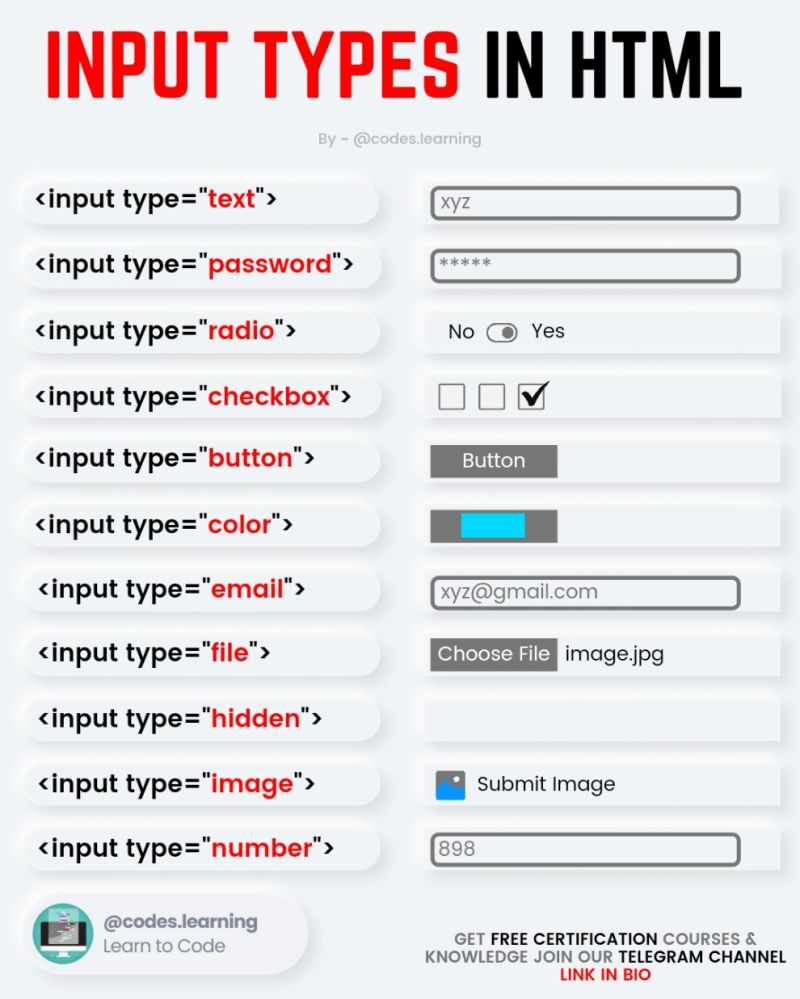 INPUT TYPES IN HTML
By - @codes.learning
<input type="text">
xyz
<input type="password">
*****
<input type="radio">
No Yes
<input type="checkbox">
<input type="button">
Button
<input type="color">
<input type="email">
xyz@gmail.com
<input type="file">
Choose File image.jpg
<input type="hidden">
<input type="image">
Submit Image
<input type="number">
898
@codes.learning
Learn to Code
GET FREE CERTIFICATION COURSES &
KNOWLEDGE JOIN OUR TELEGRAM CHANNEL
LINK IN BIO